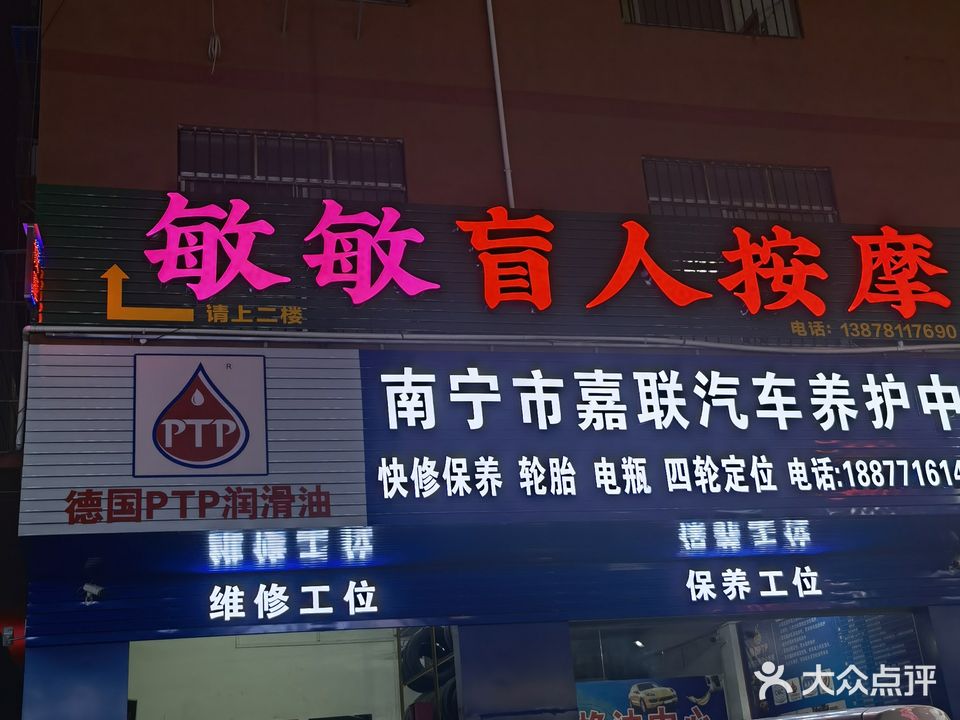 敏敏盲人按摩
请上二楼
电话：13878117690
PTP
德国PTP润滑油
南宁市嘉联汽车养护中
快修保养 轮胎 电瓶 四轮定位 电话:188771614
维修工位
保养工位
大众点评